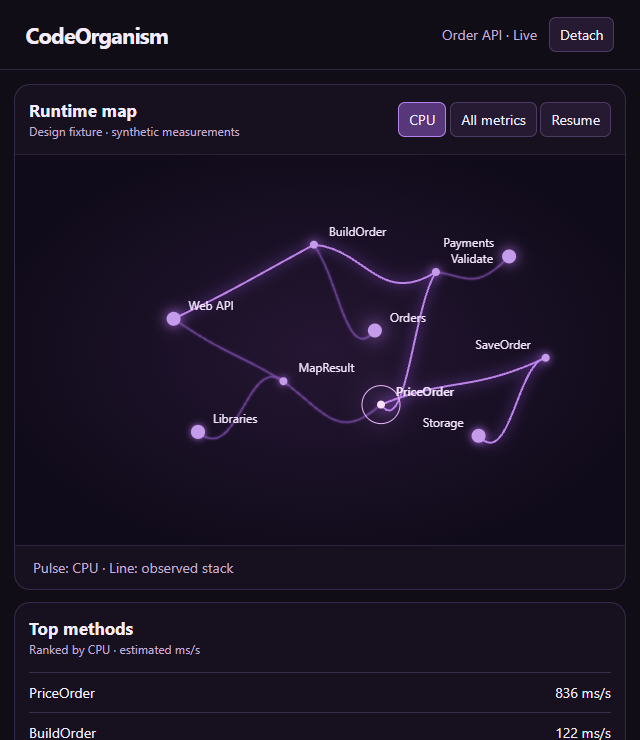 CodeOrganism
Order API · Live
Detach
Runtime map
Design fixture · synthetic measurements
CPU
All metrics
Resume
BuildOrder
Payments
Validate
Web API
Orders
SaveOrder
MapResult
PriceOrder
Libraries
Storage
Pulse: CPU · Line: observed stack
Top methods
Ranked by CPU · estimated ms/s
PriceOrder 836 ms/s
BuildOrder 122 ms/s